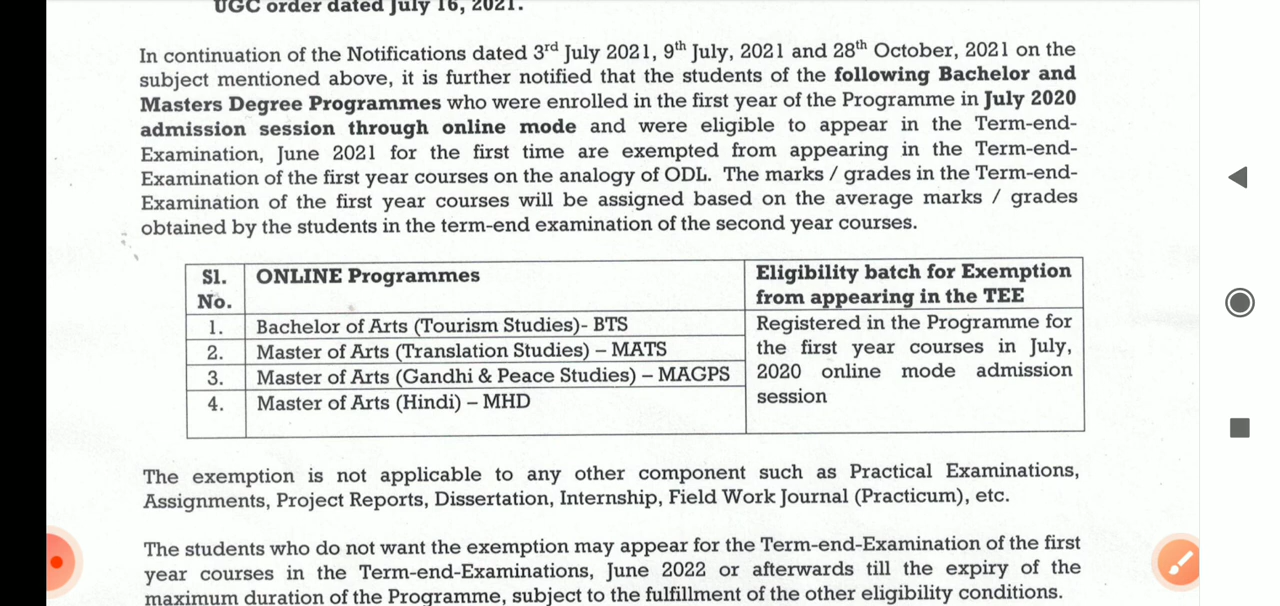 UGC order dated July 16, 2021.
In continuation of the Notifications dated 3rd July 2021, 9th July, 2021 and 28th October, 2021 on the
subject mentioned above, it is further notified that the students of the following Bachelor and
Masters Degree Programmes who were enrolled in the first year of the Programme in July 2020
admission session through online mode and were eligible to appear in the Term-end-
Examination, June 2021 for the first time are exempted from appearing in the Term-end-
Examination of the first year courses on the analogy of ODL. The marks / grades in the Term-end-
Examination of the first year courses will be assigned based on the average marks / grades
obtained by the students in the term-end examination of the second year courses.
Sl.
No.
ONLINE Programmes
Eligibility batch for Exemption
from appearing in the TEE
1. Bachelor of Arts (Tourism Studies)- BTS
2. Master of Arts (Translation Studies) – MATS
3. Master of Arts (Gandhi & Peace Studies) – MAGPS
4. Master of Arts (Hindi) – MHD
Registered in the Programme for
the first year courses in July,
2020 online mode admission
session
The exemption is not applicable to any other component such as Practical Examinations,
Assignments, Project Reports, Dissertation, Internship, Field Work Journal (Practicum), etc.
The students who do not want the exemption may appear for the Term-end-Examination of the first
year courses in the Term-end-Examinations, June 2022 or afterwards till the expiry of the
maximum duration of the Programme, subject to the fulfillment of the other eligibility conditions.